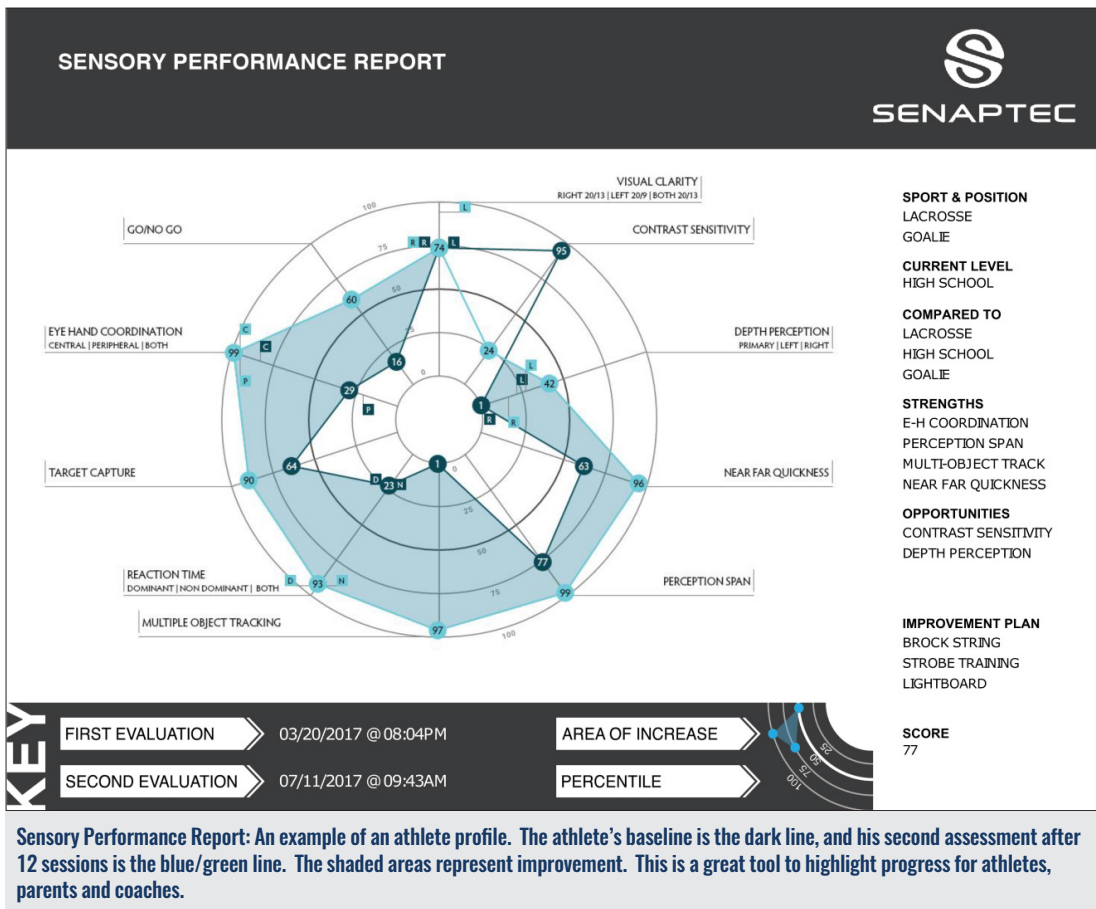 SENSORY PERFORMANCE REPORT
SENAPTEC
VISUAL CLARITY
RIGHT 20/13 | LEFT 20/9 | BOTH 20/13
CONTRAST SENSITIVITY
DEPTH PERCEPTION
PRIMARY | LEFT | RIGHT
NEAR FAR QUICKNESS
PERCEPTION SPAN
MULTIPLE OBJECT TRACKING
REACTION TIME
DOMINANT | NON DOMINANT | BOTH
TARGET CAPTURE
EYE HAND COORDINATION
CENTRAL | PERIPHERAL | BOTH
GO/NO GO
100
75
50
25
0
L
R R 74 L
95
24
L
L 42
1
R R
63
96
77
99
1
97
D 23 N
D 93 N
64
90
C
99 C
P
29
P
60
16
0
25
50
75
100
SPORT & POSITION
LACROSSE
GOALIE
CURRENT LEVEL
HIGH SCHOOL
COMPARED TO
LACROSSE
HIGH SCHOOL
GOALIE
STRENGTHS
E-H COORDINATION
PERCEPTION SPAN
MULTI-OBJECT TRACK
NEAR FAR QUICKNESS
OPPORTUNITIES
CONTRAST SENSITIVITY
DEPTH PERCEPTION
IMPROVEMENT PLAN
BROCK STRING
STROBE TRAINING
LIGHTBOARD
SCORE
77
KEY
FIRST EVALUATION 03/20/2017 @ 08:04PM
SECOND EVALUATION 07/11/2017 @ 09:43AM
AREA OF INCREASE
PERCENTILE
25
50
75
100
Sensory Performance Report: An example of an athlete profile. The athlete's baseline is the dark line, and his second assessment after
12 sessions is the blue/green line. The shaded areas represent improvement. This is a great tool to highlight progress for athletes,
parents and coaches.